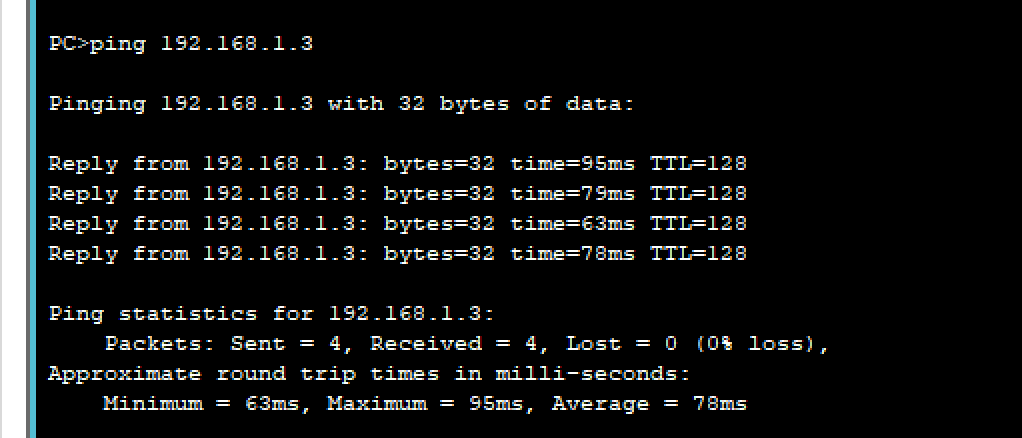 PC>ping 192.168.1.3
Pinging 192.168.1.3 with 32 bytes of data:
Reply from 192.168.1.3: bytes=32 time=95ms TTL=128
Reply from 192.168.1.3: bytes=32 time=79ms TTL=128
Reply from 192.168.1.3: bytes=32 time=63ms TTL=128
Reply from 192.168.1.3: bytes=32 time=78ms TTL=128
Ping statistics for 192.168.1.3:
    Packets: Sent = 4, Received = 4, Lost = 0 (0% loss),
Approximate round trip times in milli-seconds:
    Minimum = 63ms, Maximum = 95ms, Average = 78ms